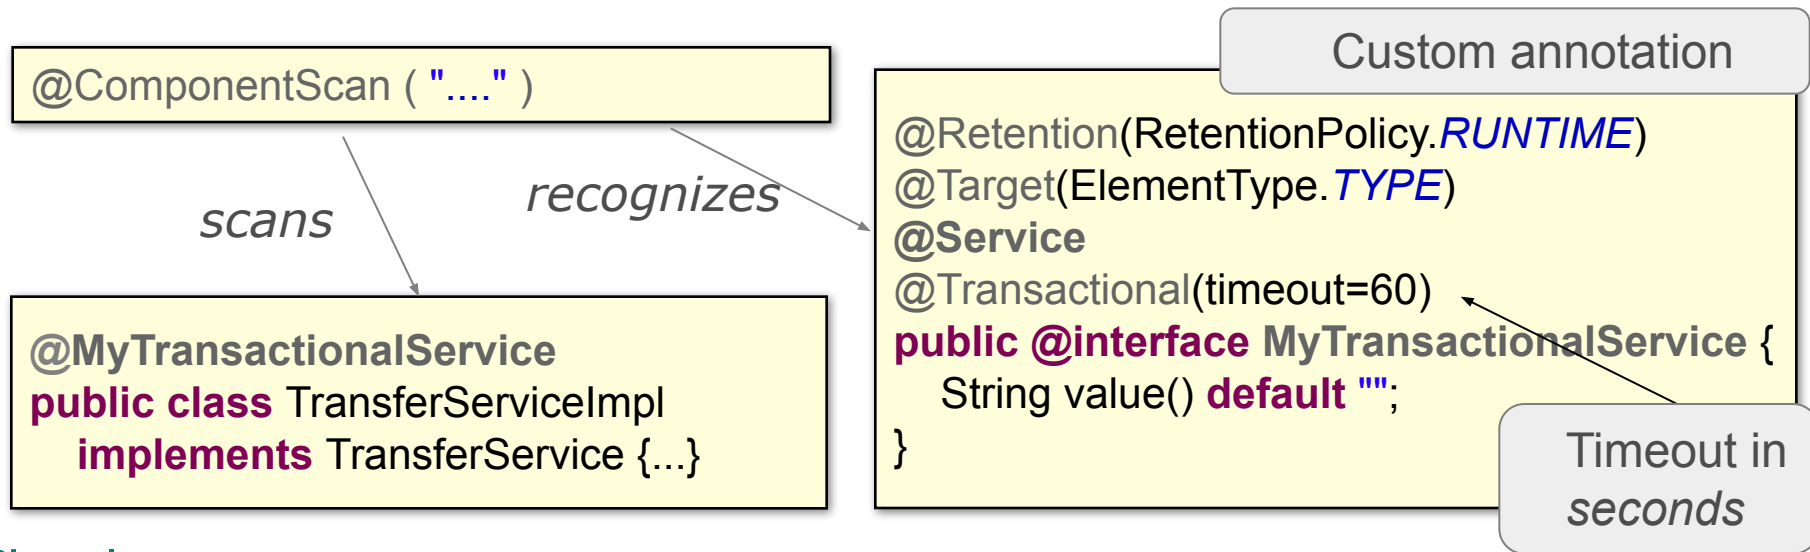 @ComponentScan ( "...." )
scans
recognizes
@MyTransactionalService
public class TransferServiceImpl
implements TransferService {...}
Custom annotation
@Retention(RetentionPolicy.RUNTIME)
@Target(ElementType.TYPE)
@Service
@Transactional(timeout=60)
public @interface MyTransactionalService {
String value() default "";
}
Timeout in
seconds